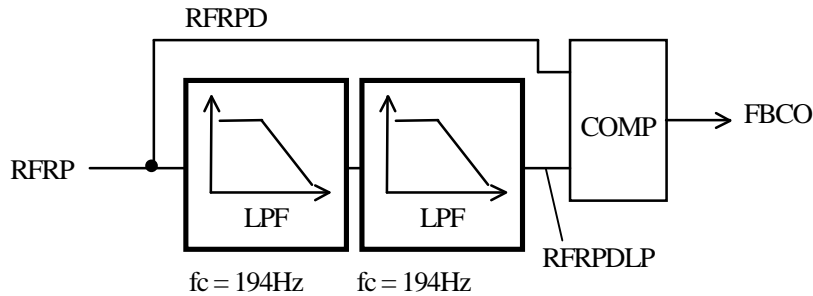 RFRPD
RFRP
LPF
LPF
COMP
FBCO
RFRPDLP
fc = 194Hz
fc = 194Hz